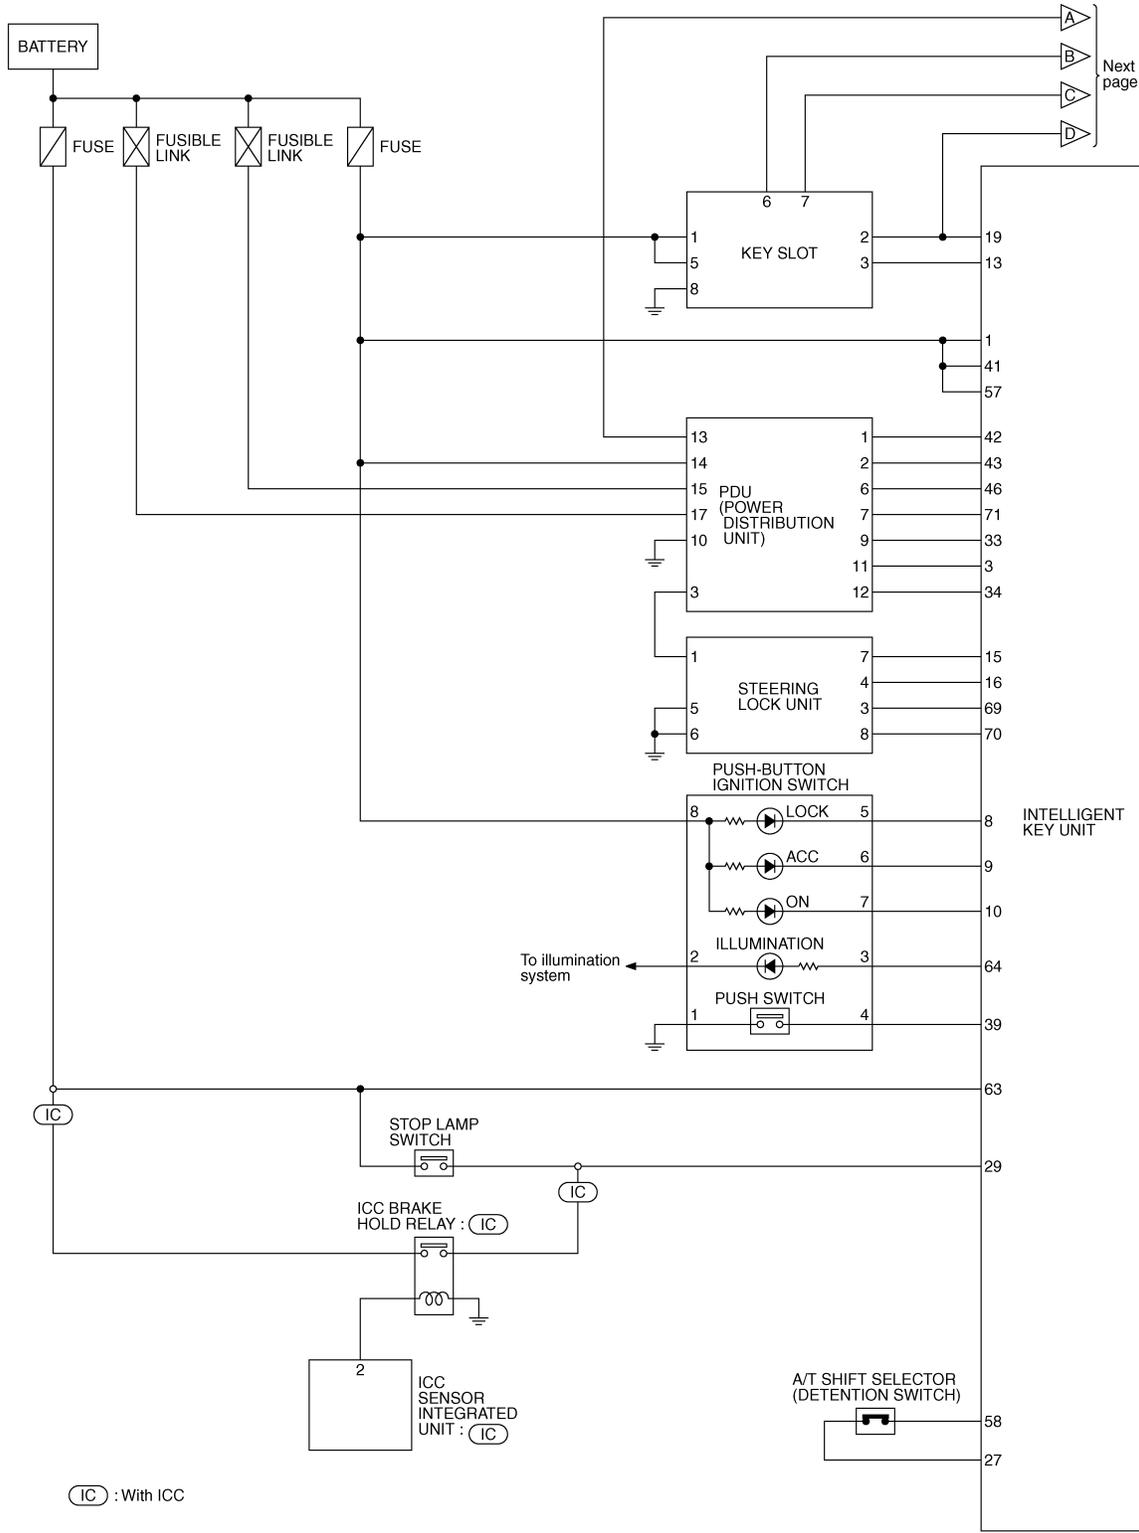 A
BATTERY
B
Next
page
C
D
FUSE
FUSIBLE
LINK
FUSIBLE
LINK
FUSE
6 7
1 KEY SLOT 2 19
5 3 13
8
1
41
57
13 1 42
14 2 43
15 PDU 6 46
17 (POWER 7 71
DISTRIBUTION
10 UNIT) 9 33
11 3
3 12 34
1 7 15
STEERING 4 16
LOCK UNIT
5 3 69
6 8 70
PUSH-BUTTON
IGNITION SWITCH
8 LOCK 5 8
INTELLIGENT
KEY UNIT
ACC 6 9
ON 7 10
ILLUMINATION
To illumination
system
2 3 64
PUSH SWITCH
1 4 39
63
IC
STOP LAMP
SWITCH
29
IC
ICC BRAKE
HOLD RELAY : IC
2
ICC
SENSOR
INTEGRATED
UNIT : IC
A/T SHIFT SELECTOR
(DETENTION SWITCH)
58
27
IC : With ICC